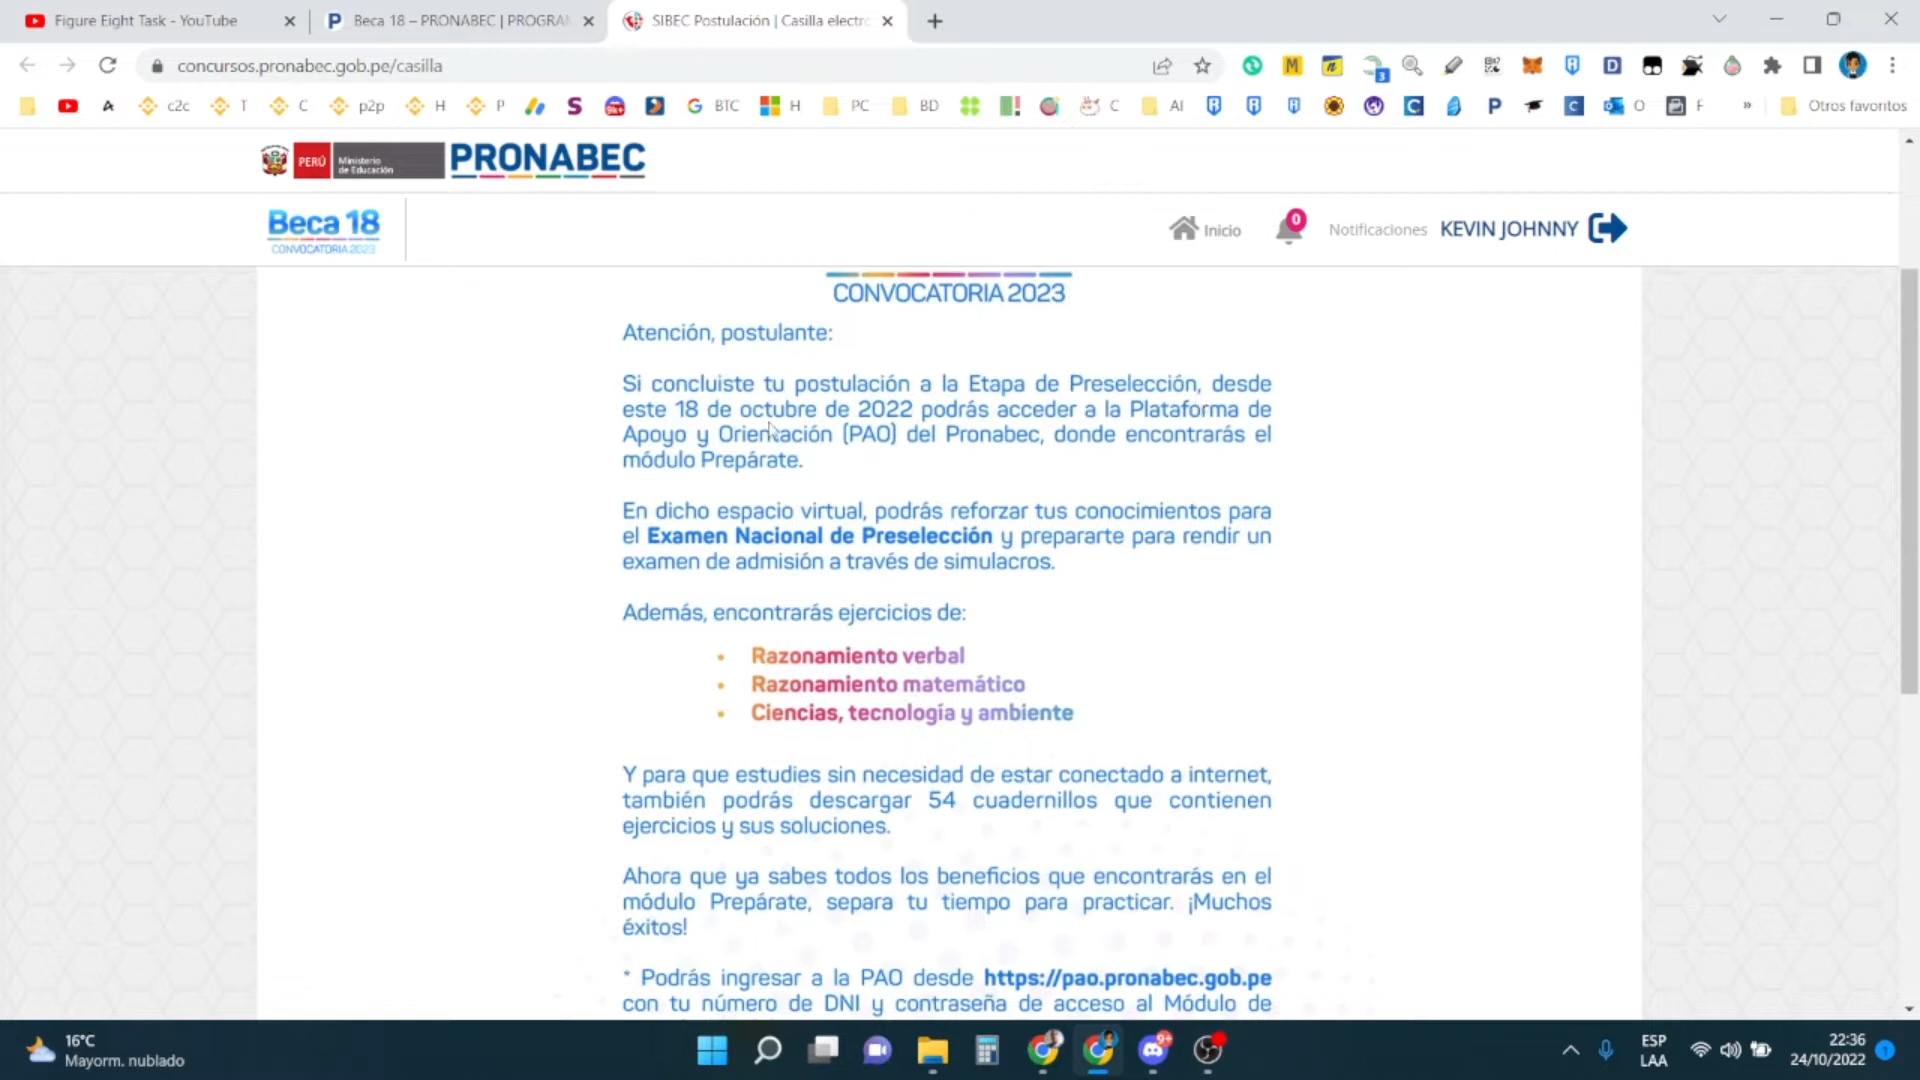 Figure Eight Task - YouTube
Beca 18 – PRONABEC | PROGRAM
SIBEC Postulación | Casilla electró
concursos.pronabec.gob.pe/casilla
c2c T C p2p H P BTC H PC BD C AI O F » Otros favoritos
PERÚ
Ministerio
de Educación
PRONABEC
Beca 18
CONVOCATORIA 2023
Inicio
0
Notificaciones
KEVIN JOHNNY
CONVOCATORIA 2023
Atención, postulante:
Si concluiste tu postulación a la Etapa de Preselección, desde
este 18 de octubre de 2022 podrás acceder a la Plataforma de
Apoyo y Orientación (PAO) del Pronabec, donde encontrarás el
módulo Prepárate.
En dicho espacio virtual, podrás reforzar tus conocimientos para
el Examen Nacional de Preselección y prepararte para rendir un
examen de admisión a través de simulacros.
Además, encontrarás ejercicios de:
• Razonamiento verbal
• Razonamiento matemático
• Ciencias, tecnología y ambiente
Y para que estudies sin necesidad de estar conectado a internet,
también podrás descargar 54 cuadernillos que contienen
ejercicios y sus soluciones.
Ahora que ya sabes todos los beneficios que encontrarás en el
módulo Prepárate, separa tu tiempo para practicar. ¡Muchos
éxitos!
* Podrás ingresar a la PAO desde https://pao.pronabec.gob.pe
con tu número de DNI y contraseña de acceso al Módulo de
16°C
Mayorm. nublado
ESP
LAA
22:36
24/10/2022